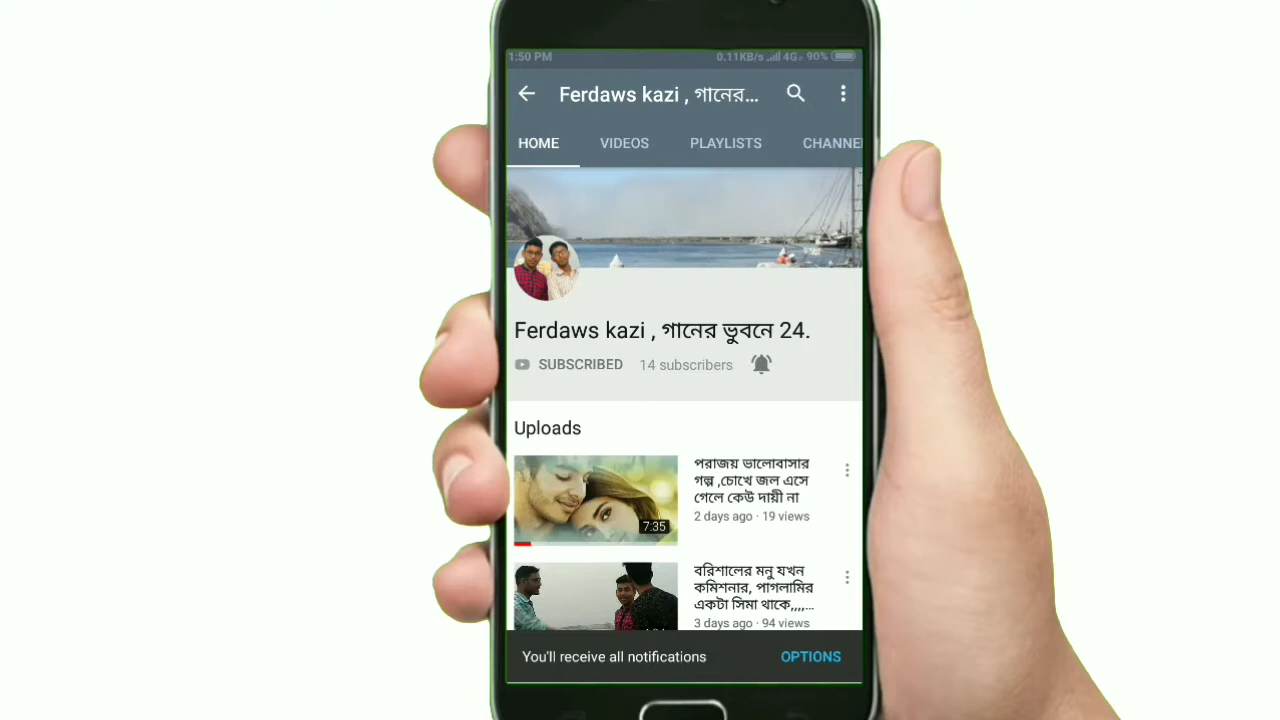 1:50 PM 0.11KB/s 4G 90%
Ferdaws kazi , গানের...
HOME VIDEOS PLAYLISTS CHANNE
Ferdaws kazi , গানের ভুবনে 24.
SUBSCRIBED 14 subscribers
Uploads
পরাজয় ভালোবাসার
গল্প ,চোখে জল এসে
গেলে কেউ দায়ী না
2 days ago · 19 views
7:35
বরিশালের মনু যখন
কমিশনার, পাগলামির
একটা সিমা থাকে,,,,...
3 days ago · 94 views
You'll receive all notifications OPTIONS